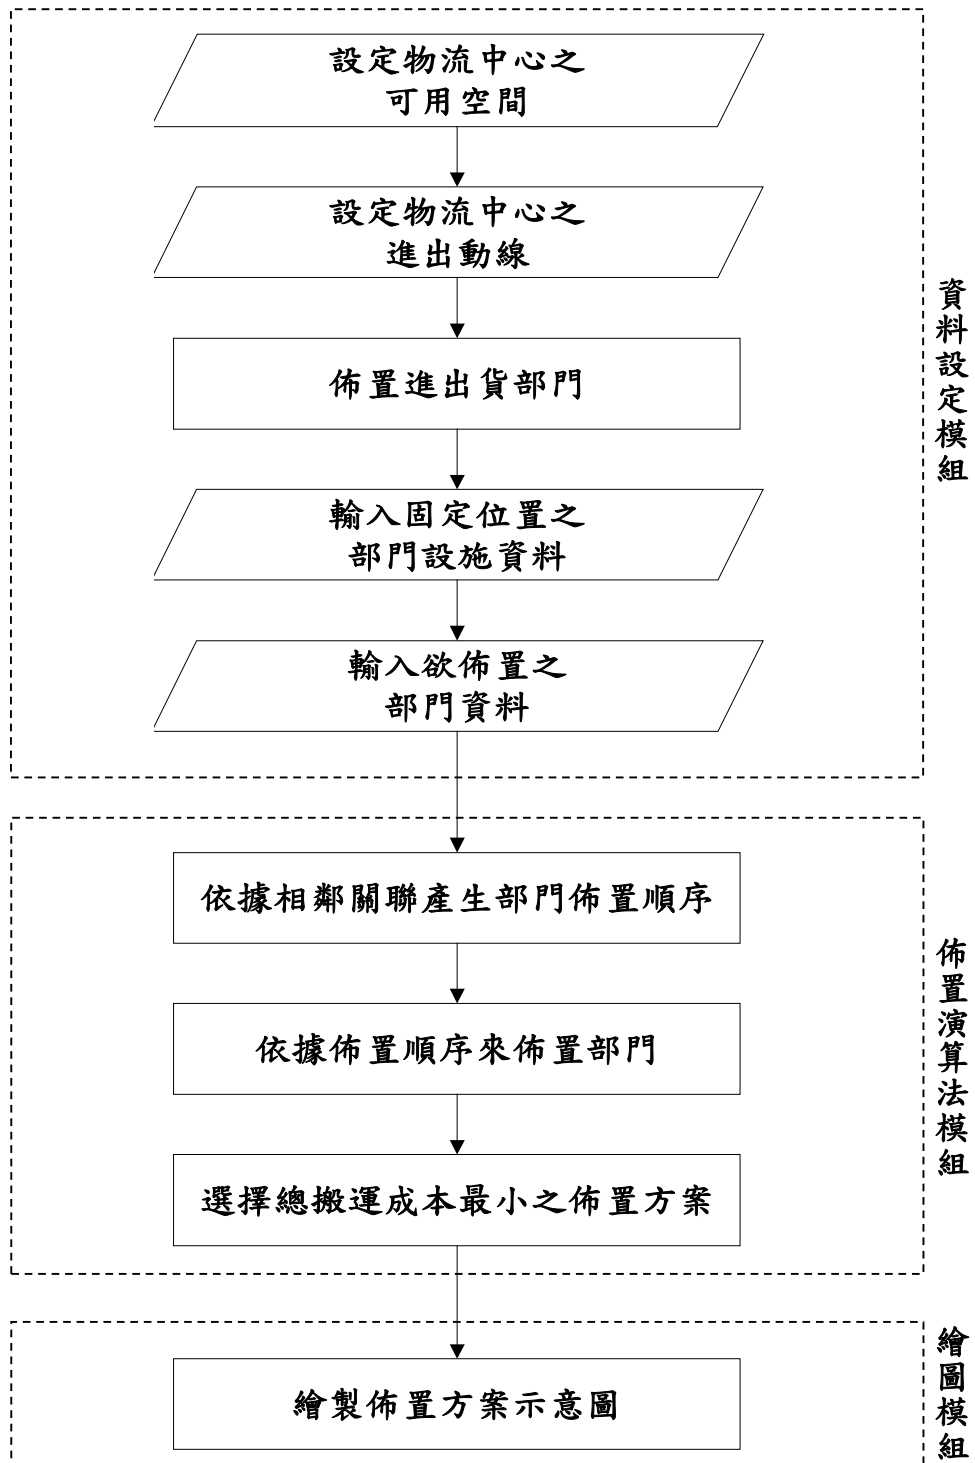 設定物流中心之
可用空間
設定物流中心之
進出動線
佈置進出貨部門
輸入固定位置之
部門設施資料
輸入欲佈置之
部門資料
資料設定模組
依據相鄰關聯產生部門佈置順序
依據佈置順序來佈置部門
選擇總搬運成本最小之佈置方案
佈置演算法模組
繪製佈置方案示意圖
繪圖模組